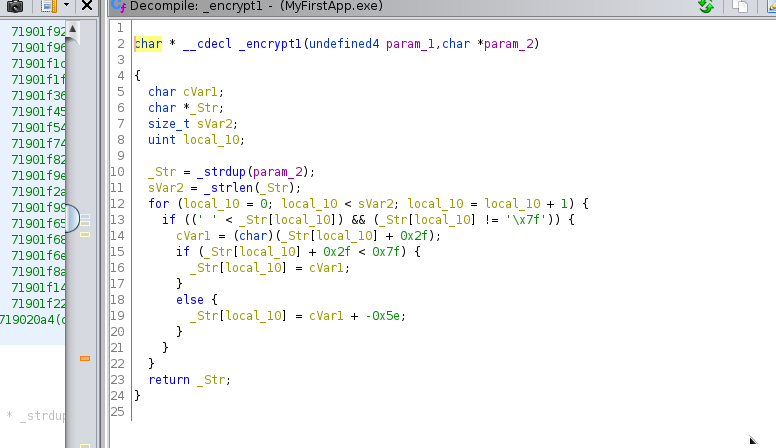 Decompile: _encrypt1 - (MyFirstApp.exe)
71901f92
71901f96
71901f1c
71901f1f
71901f36
71901f45
71901f54
71901f74
71901f82
71901f9e
71901f2a
71901f99
71901f65
71901f68
71901f6e
71901f8a
71901f14
71901f22
719020a4(c
* _strdup
1
2 char * __cdecl _encrypt1(undefined4 param_1,char *param_2)
3
4 {
5 char cVar1;
6 char *_Str;
7 size_t sVar2;
8 uint local_10;
9
10 _Str = _strdup(param_2);
11 sVar2 = _strlen(_Str);
12 for (local_10 = 0; local_10 < sVar2; local_10 = local_10 + 1) {
13 if ((' ' < _Str[local_10]) && (_Str[local_10] != '\x7f')) {
14 cVar1 = (char)(_Str[local_10] + 0x2f);
15 if (_Str[local_10] + 0x2f < 0x7f) {
16 _Str[local_10] = cVar1;
17 }
18 else {
19 _Str[local_10] = cVar1 + -0x5e;
20 }
21 }
22 }
23 return _Str;
24 }
25